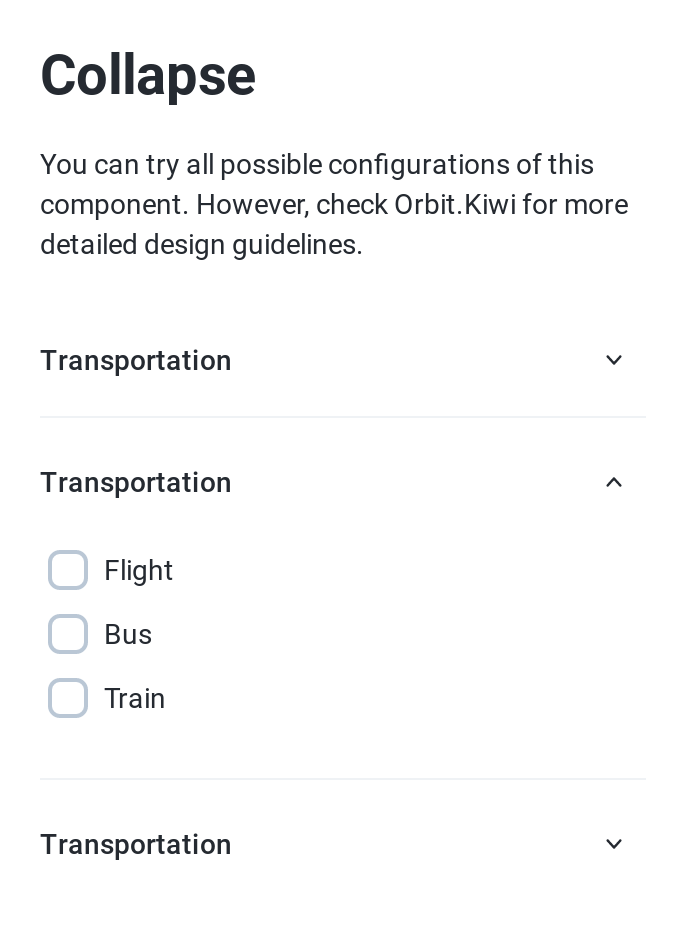 Collapse
You can try all possible configurations of this
component. However, check Orbit.Kiwi for more
detailed design guidelines.
Transportation
Transportation
Flight
Bus
Train
Transportation